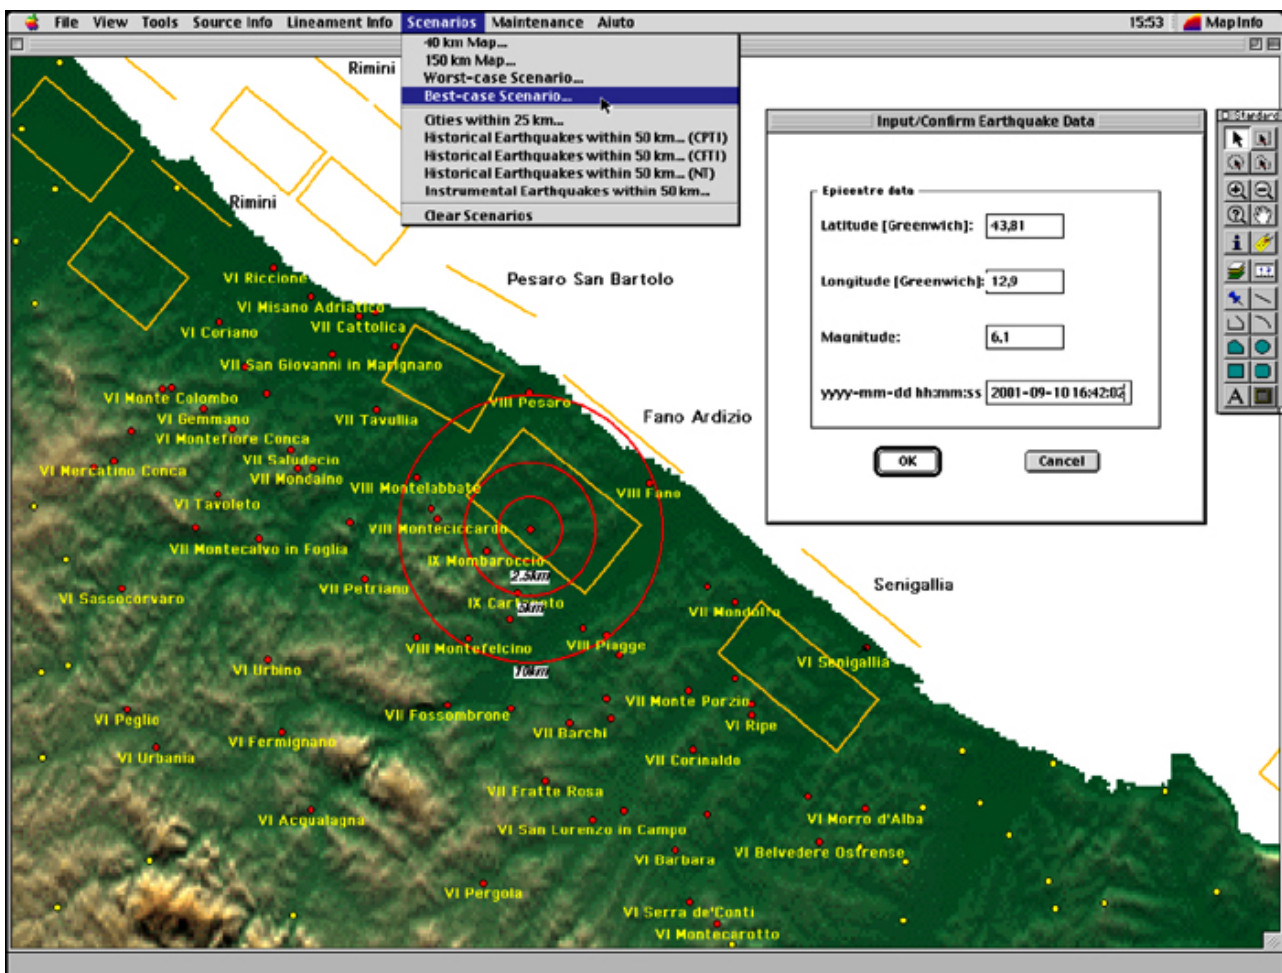 File View Tools Source Info Lineament Info Scenarios Maintenance Aiuto 15:53 MapInfo
40 km Map...
150 km Map...
Worst-case Scenario...
Best-case Scenario...
Cities within 25 km...
Historical Earthquakes within 50 km... (CPTI)
Historical Earthquakes within 50 km... (CFTI)
Historical Earthquakes within 50 km... (NT)
Instrumental Earthquakes within 50 km...
Clear Scenarios
Input/Confirm Earthquake Data
Epicentre data
Latitude [Greenwich]: 43,81
Longitude [Greenwich]: 12,9
Magnitude: 6,1
yyyy-mm-dd hh:mm:ss 2001-09-10 16:42:02
OK Cancel
Standard
Rimini
Rimini
Pesaro San Bartolo
Fano Ardizio
Senigallia
VI Riccione
VI Misano Adriatico
VI Coriano
VII Cattolica
VII San Giovanni in Marignano
VI Monte Colombo
VIII Pesaro
VI Gemmano
VII Tavullia
VI Montefiore Conca
VII Saludecio
VI Mercatino Conca
VII Mondaino
VIII Montelabbate
VIII Fano
VI Tavoleto
VIII Monteciccardo
VII Montecalvo in Foglia
IX Mombaroccio
2.5km
VII Petriano
VI Sassocorvaro
IX Cartoceto
5km
VII Mondolfo
VIII Montefelcino
VIII Piagge
VI Senigallia
VI Urbino
10km
VII Monte Porzio
VI Peglio
VII Fossombrone
VI Ripe
VII Barchi
VI Fermignano
VI Urbania
VII Corinaldo
VII Fratte Rosa
VI Acqualagna
VI San Lorenzo in Campo
VI Morro d'Alba
VI Barbara
VI Belvedere Ostrense
VI Pergola
VI Serra de'Conti
VI Montecarotto